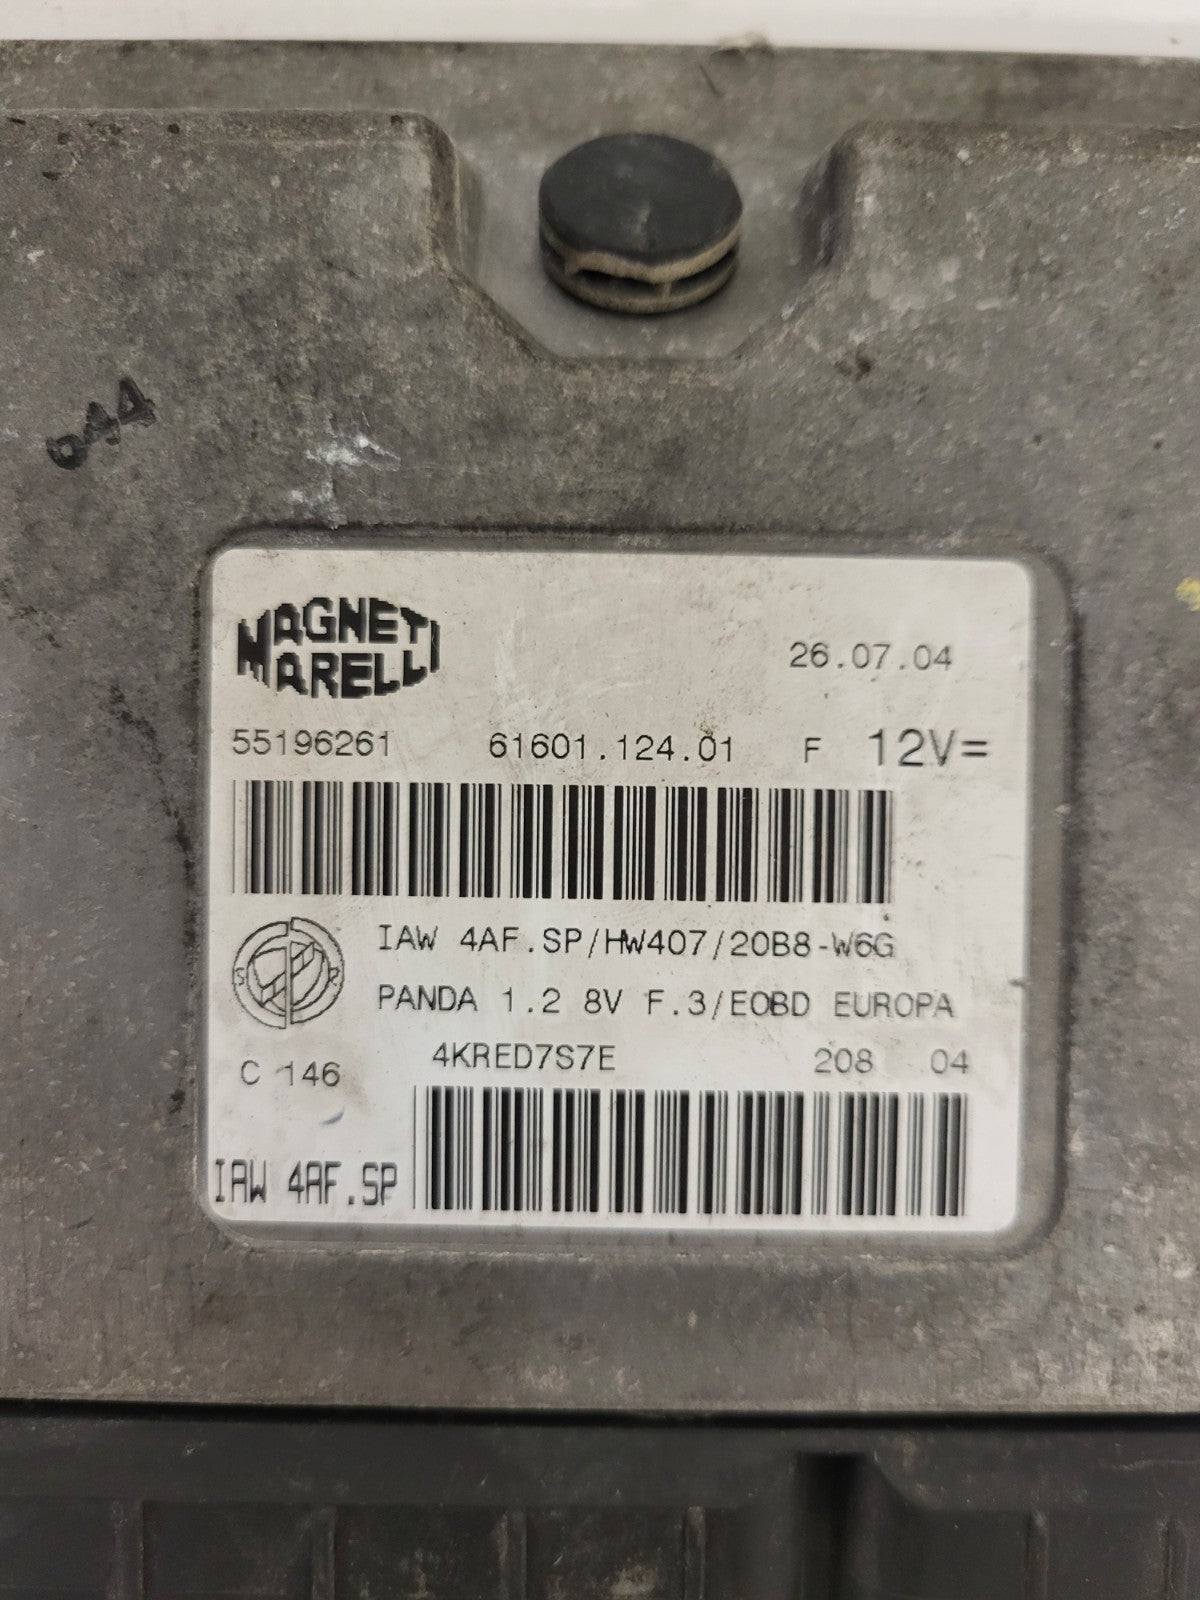 044
MAGNETI
MARELLI
26.07.04
55196261 61601.124.01 F 12V=
IAW 4AF.SP/HW407/20B8-W6G
S R
PANDA 1.2 8V F.3/EOBD EUROPA
C 146 4KRED7S7E 208 04
IAW 4AF.SP